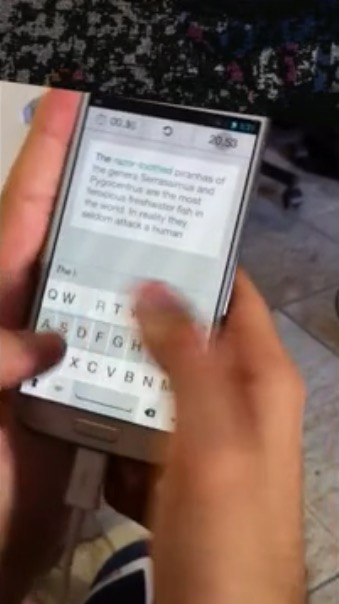 00:30
20.50
The razor-toothed piranhas of
the genera Serrasalmus and
Pygocentrus are the most
ferocious freshwater fish in
the world. In reality they
seldom attack a human
The
Q W R T
A S D F G H
X C V B N M